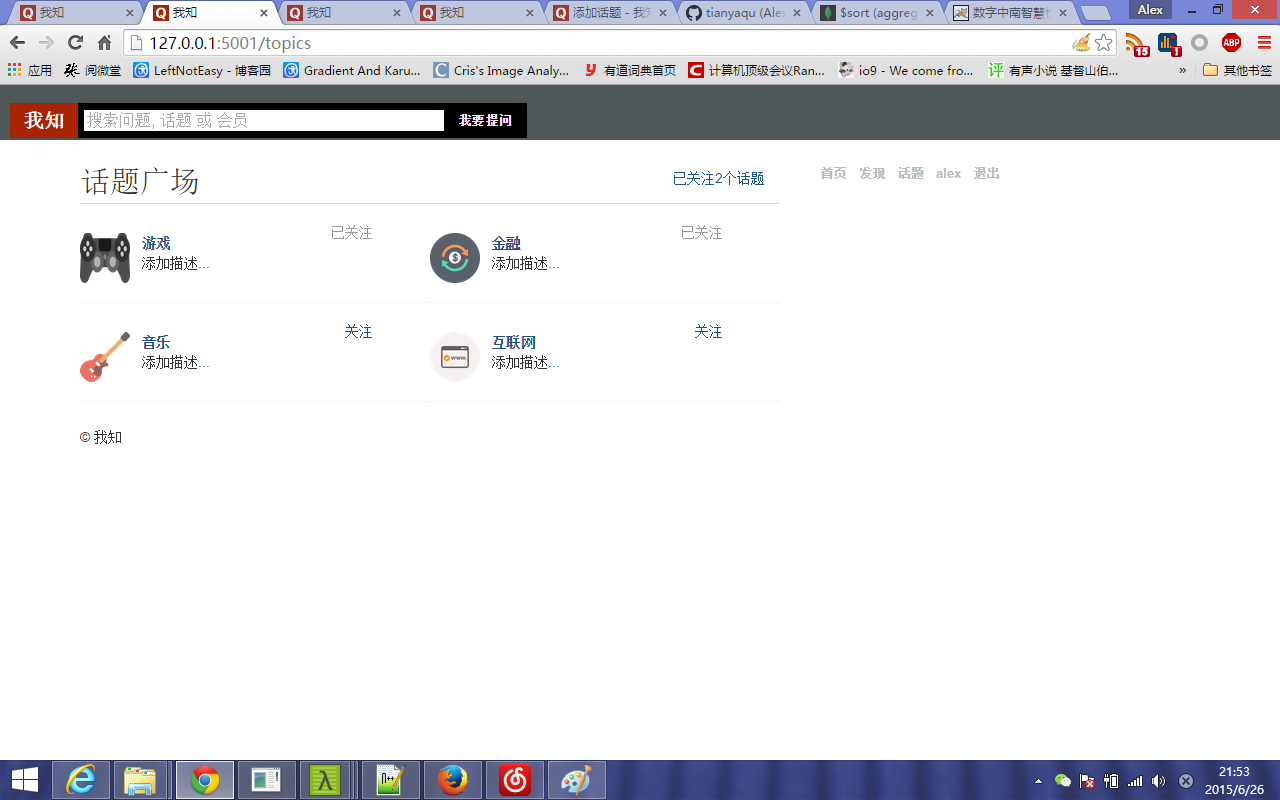 我知 我知 我知 我知 添加话题 - 我知 tianyaqu (Alex $sort (aggreg 数字中南智慧 Alex
127.0.0.1:5001/topics 15 1 ABP
应用 阅微堂 LeftNotEasy - 博客园 Gradient And Karu... Cris's Image Analy... 有道词典首页 计算机顶级会议Ran... io9 - We come fro... 有声小说 基督山伯... » 其他书签
我知 搜索问题, 话题 或 会员 我要提问
话题广场 已关注2个话题 首页 发现 话题 alex 退出
游戏 已关注 金融 已关注
添加描述... 添加描述...
音乐 关注 互联网 关注
添加描述... 添加描述...
© 我知
21:53
2015/6/26